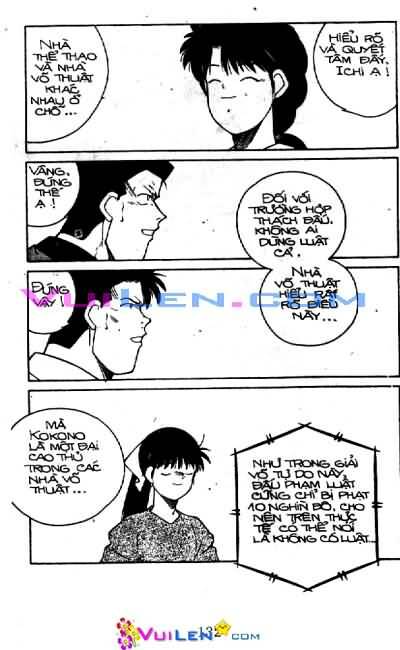 NHÀ
THỂ THAO
VÀ NHÀ
VÕ THUẬT
KHÁC
NHAU Ở
CHỖ...
HIỂU RÕ
VÀ QUYẾT
TÂM ĐẤY,
ICHI Ạ!
VÂNG,
ĐÚNG
THẾ
Ạ!
ĐỐI VỚI
TRƯỜNG HỢP
THÁCH ĐẤU,
KHÔNG AI
DÙNG LUẬT
CẢ.
NHÀ
VÕ THUẬT
HIỂU RẤT
RÕ ĐIỀU
NÀY...
ĐÚNG
VẬY!
VUILEN.COM
MÀ
KOKONO
LÀ MỘT ĐẠI
CAO THỦ
TRONG CÁC
NHÀ VÕ
THUẬT...
NHƯ TRONG GIẢI
VÕ TỰ DO NÀY,
DẪU PHẠM LUẬT
CŨNG CHỈ BỊ PHẠT
10 NGHÌN ĐÔ, CHO
NÊN TRÊN THỰC
TẾ CÓ THỂ NÓI
LÀ KHÔNG CÓ LUẬT...
132
VUILEN.COM